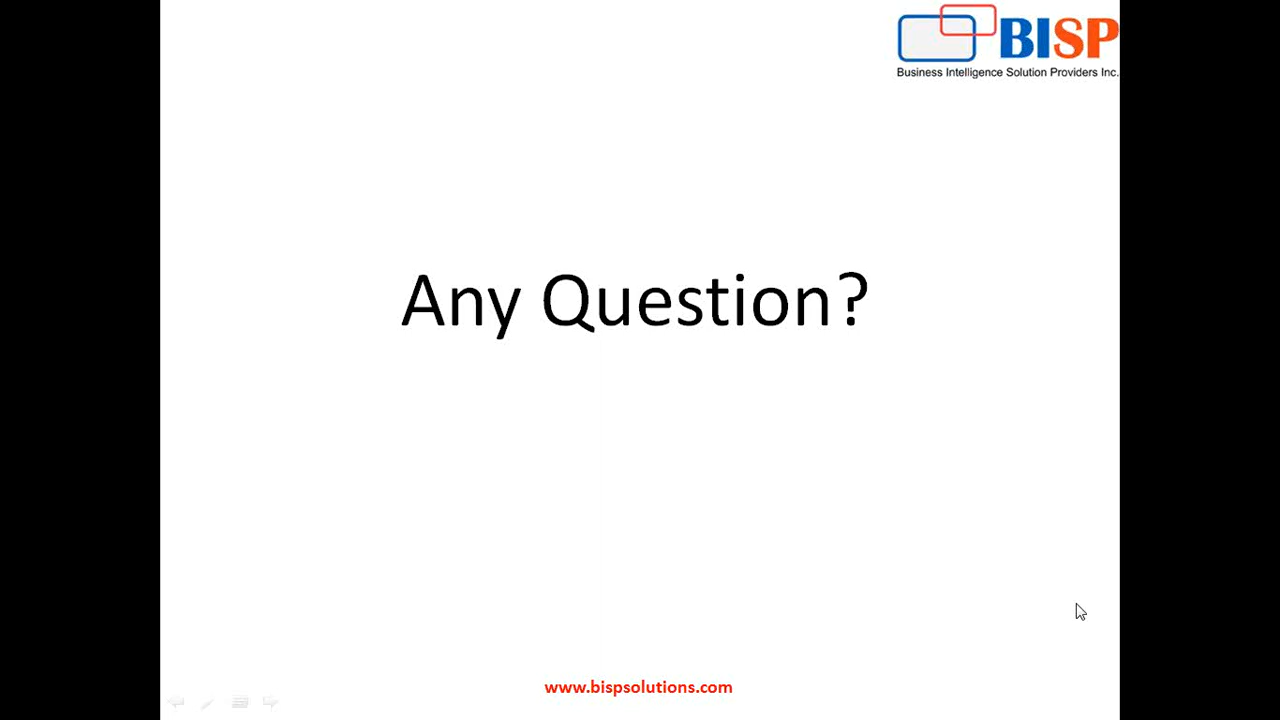 BISP
Business Intelligence Solution Providers Inc.
Any Question?
www.bispsolutions.com